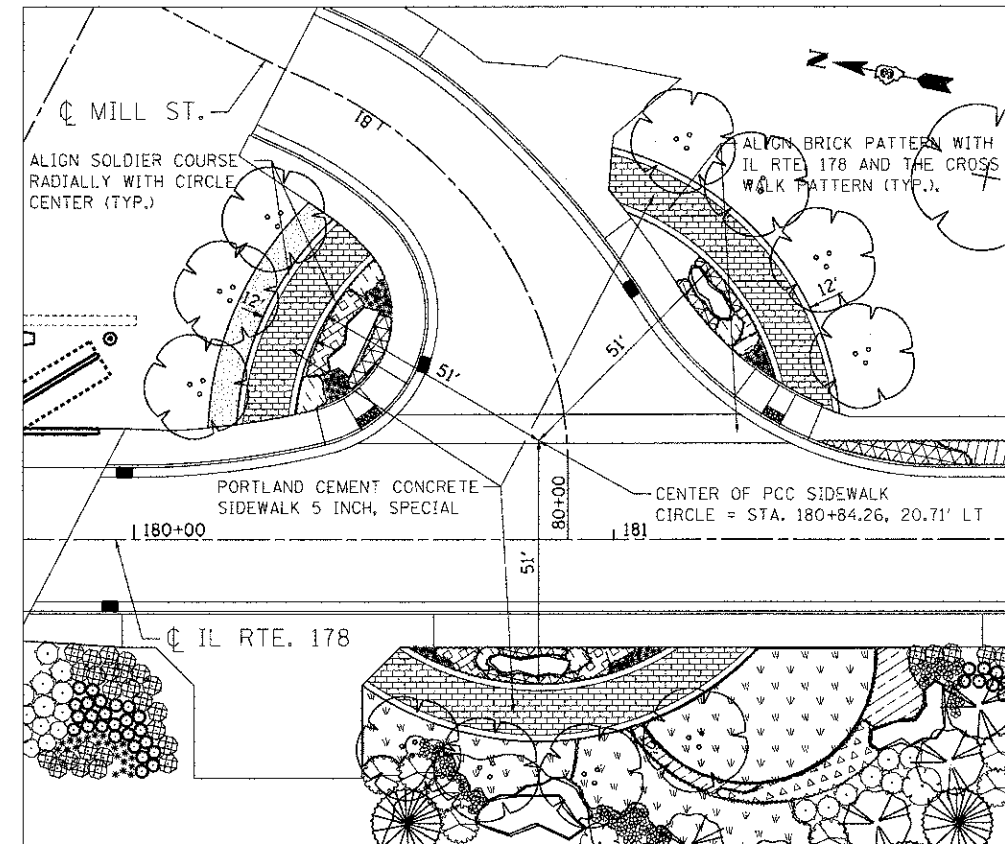 N
℄ MILL ST.
18'
ALIGN SOLDIER COURSE
RADIALLY WITH CIRCLE
CENTER (TYP.)
ALIGN BRICK PATTERN WITH
IL RTE. 178 AND THE CROSS
WALK PATTERN (TYP.).
12'
12'
51'
51'
PORTLAND CEMENT CONCRETE
SIDEWALK 5 INCH, SPECIAL
80+00
CENTER OF PCC SIDEWALK
CIRCLE = STA. 180+84.26, 20.71' LT
180+00
181
51'
℄ IL RTE. 178